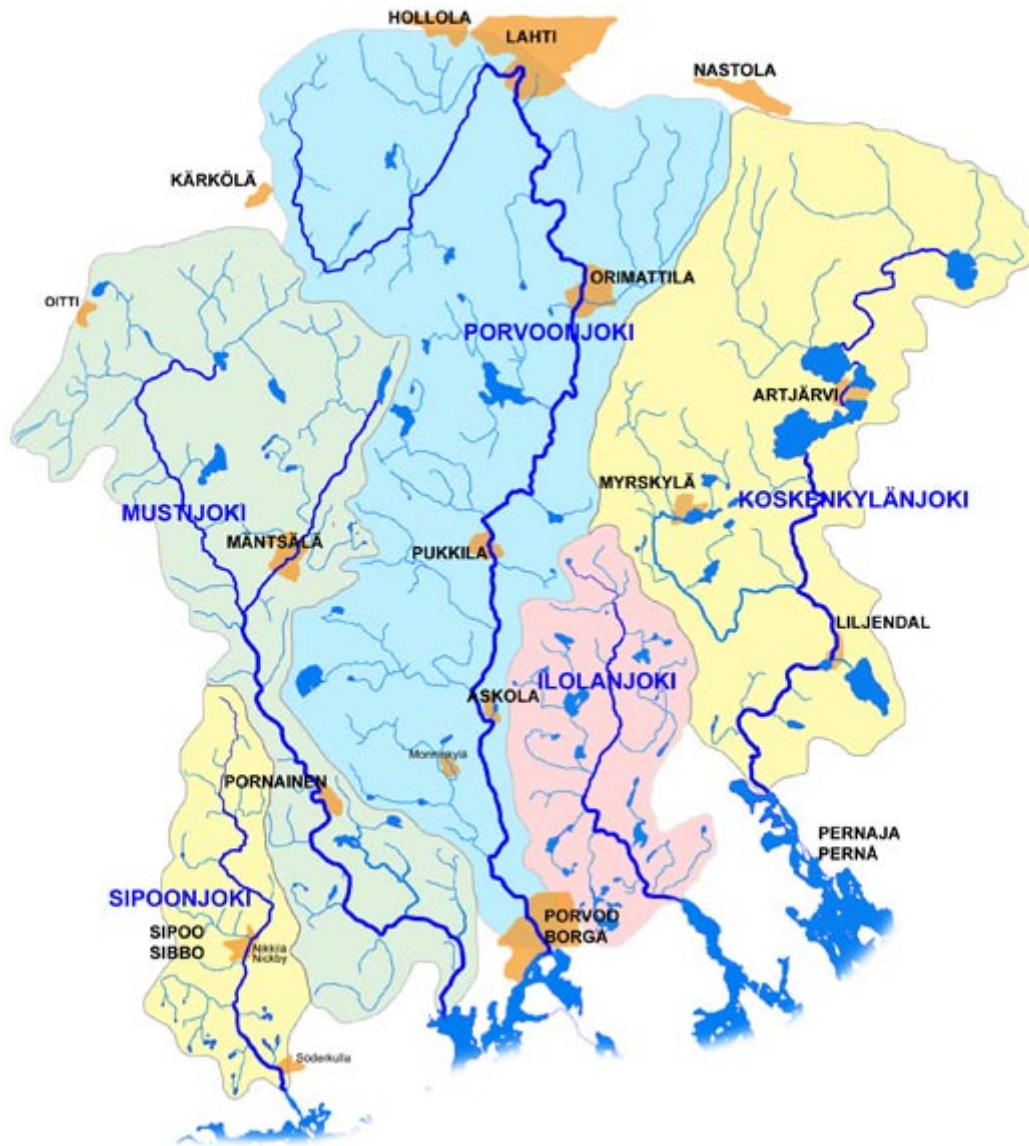 HOLLOLA
LAHTI
NASTOLA
KÄRKÖLÄ
ORIMATTILA
OITTI
PORVOONJOKI
ARTJÄRVI
MYRSKYLÄ
KOSKENKYLÄNJOKI
MUSTIJOKI
MÄNTSÄLÄ
PUKKILA
LILJENDAL
ILOLANJOKI
ASKOLA
Monninkylä
PORNAINEN
PERNAJA
PERNÅ
SIPOONJOKI
PORVOO
BORGÅ
SIPOO
SIBBO
Nikkilä
Nickby
Söderkulla